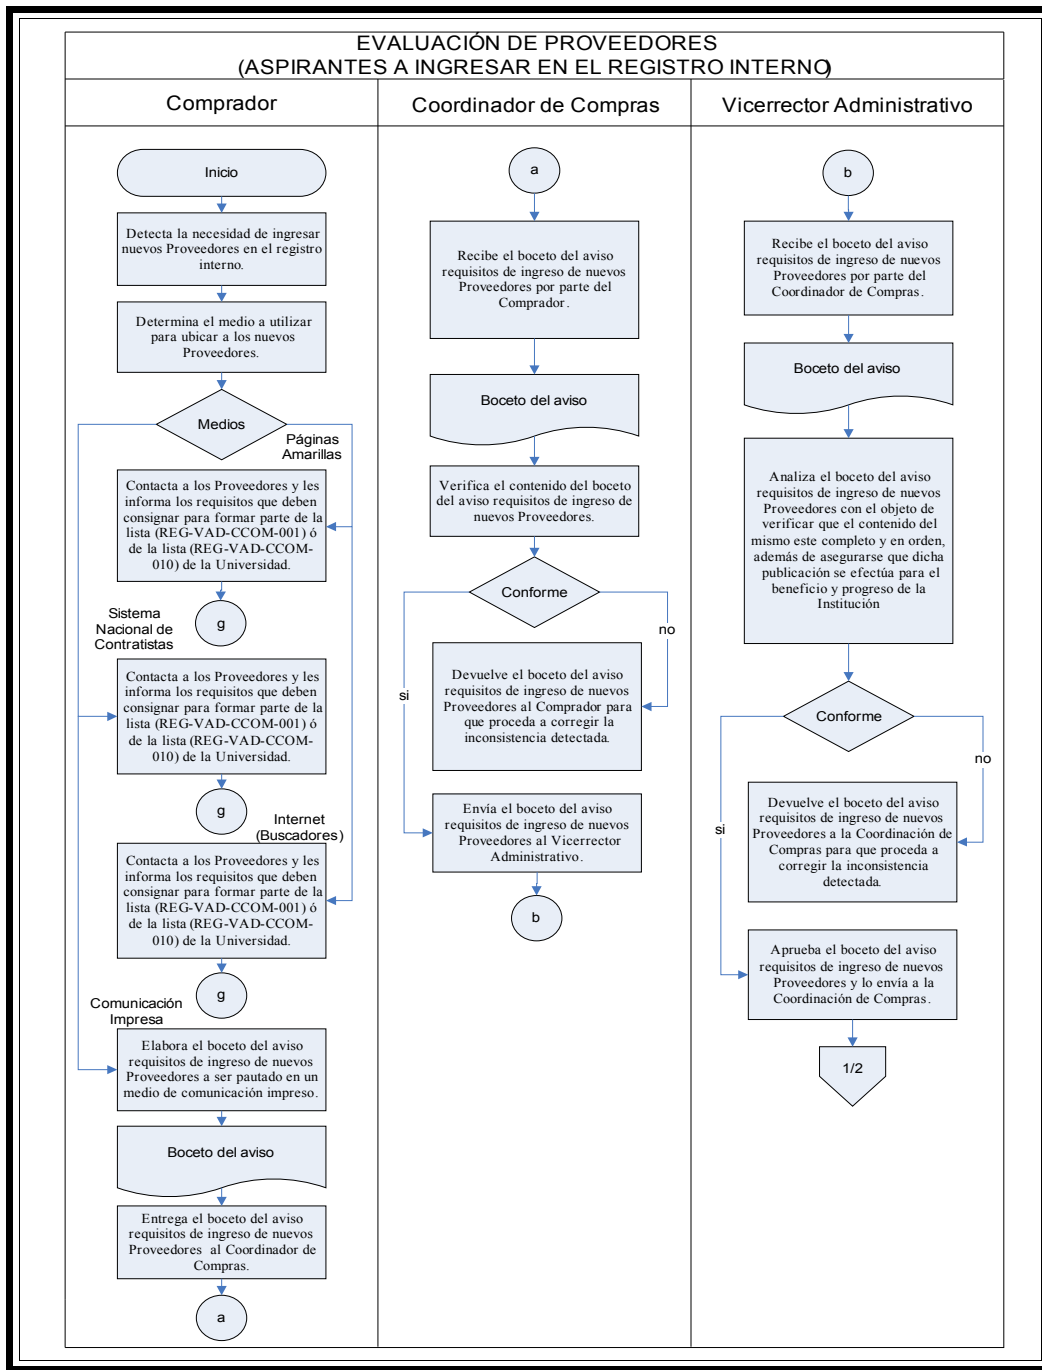 EVALUACIÓN DE PROVEEDORES
(ASPIRANTES A INGRESAR EN EL REGISTRO INTERNO)
Comprador
Coordinador de Compras
Vicerrector Administrativo
Inicio
Detecta la necesidad de ingresar
nuevos Proveedores en el registro
interno.
Determina el medio a utilizar
para ubicar a los nuevos
Proveedores.
Medios
Páginas
Amarillas
Contacta a los Proveedores y les
informa los requisitos que deben
consignar para formar parte de la
lista (REG-VAD-CCOM-001) ó
de la lista (REG-VAD-CCOM-
010) de la Universidad.
g
Sistema
Nacional de
Contratistas
Contacta a los Proveedores y les
informa los requisitos que deben
consignar para formar parte de la
lista (REG-VAD-CCOM-001) ó
de la lista (REG-VAD-CCOM-
010) de la Universidad.
g
Internet
(Buscadores)
Contacta a los Proveedores y les
informa los requisitos que deben
consignar para formar parte de la
lista (REG-VAD-CCOM-001) ó
de la lista (REG-VAD-CCOM-
010) de la Universidad.
g
Comunicación
Impresa
Elabora el boceto del aviso
requisitos de ingreso de nuevos
Proveedores a ser pautado en un
medio de comunicación impreso.
Boceto del aviso
Entrega el boceto del aviso
requisitos de ingreso de nuevos
Proveedores al Coordinador de
Compras.
a
a
Recibe el boceto del aviso
requisitos de ingreso de nuevos
Proveedores por parte del
Comprador.
Boceto del aviso
Verifica el contenido del boceto
del aviso requisitos de ingreso de
nuevos Proveedores.
Conforme
no
si
Devuelve el boceto del aviso
requisitos de ingreso de nuevos
Proveedores al Comprador para
que proceda a corregir la
inconsistencia detectada.
Envía el boceto del aviso
requisitos de ingreso de nuevos
Proveedores al Vicerrector
Administrativo.
b
b
Recibe el boceto del aviso
requisitos de ingreso de nuevos
Proveedores por parte del
Coordinador de Compras.
Boceto del aviso
Analiza el boceto del aviso
requisitos de ingreso de nuevos
Proveedores con el objeto de
verificar que el contenido del
mismo este completo y en orden,
además de asegurarse que dicha
publicación se efectúa para el
beneficio y progreso de la
Institución
Conforme
no
si
Devuelve el boceto del aviso
requisitos de ingreso de nuevos
Proveedores a la Coordinación de
Compras para que proceda a
corregir la inconsistencia
detectada.
Aprueba el boceto del aviso
requisitos de ingreso de nuevos
Proveedores y lo envía a la
Coordinación de Compras.
1/2